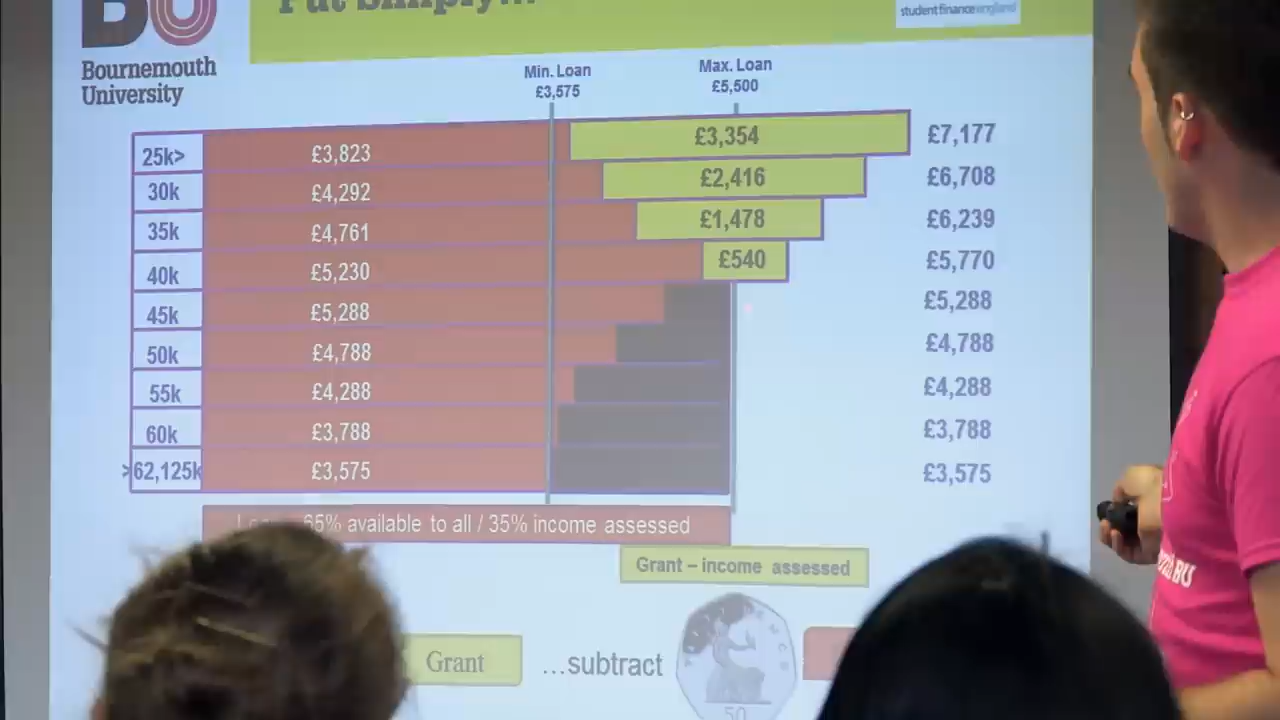 BU
Put Simply...
student finance england
Bournemouth
University
Min. Loan
£3,575
Max. Loan
£5,500
25k> £3,823 £3,354 £7,177
30k £4,292 £2,416 £6,708
35k £4,761 £1,478 £6,239
40k £5,230 £540 £5,770
45k £5,288 £5,288
50k £4,788 £4,788
55k £4,288 £4,288
60k £3,788 £3,788
>62,125k £3,575 £3,575
65% available to all / 35% income assessed
Grant – income assessed
Grant ...subtract
50
BU